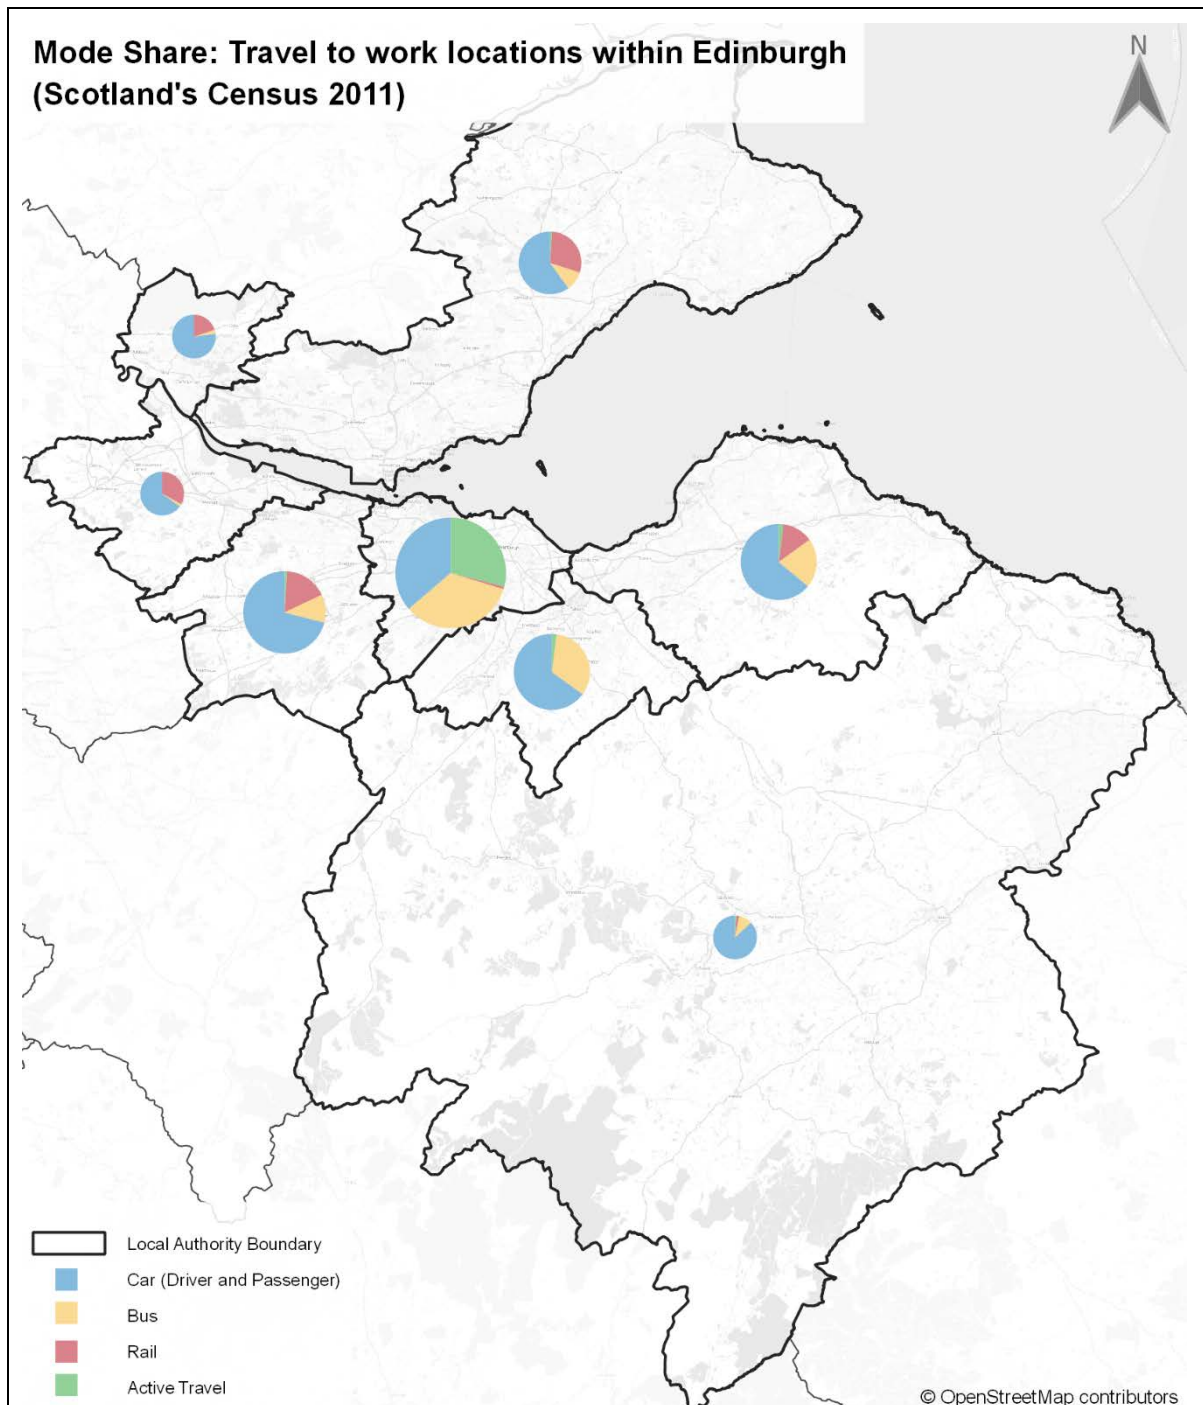 Mode Share: Travel to work locations within Edinburgh
(Scotland's Census 2011)
N
Local Authority Boundary
Car (Driver and Passenger)
Bus
Rail
Active Travel
© OpenStreetMap contributors